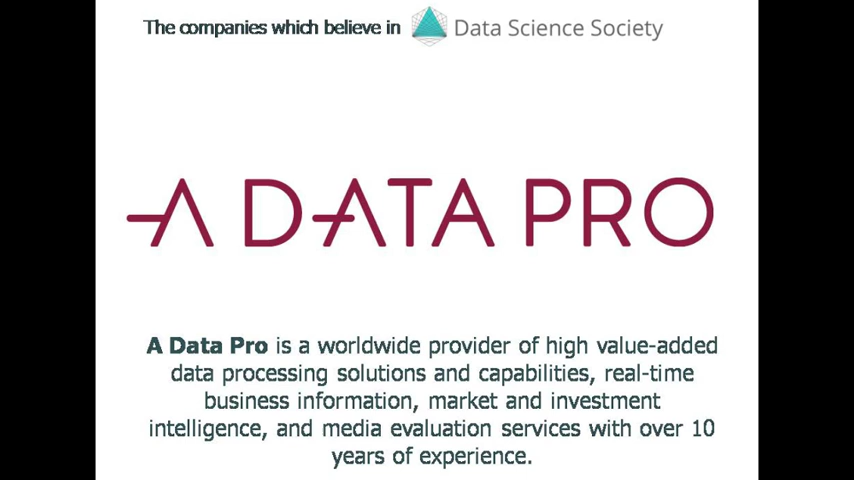 The companies which believe in Data Science Society
A DATA PRO
A Data Pro is a worldwide provider of high value-added
data processing solutions and capabilities, real-time
business information, market and investment
intelligence, and media evaluation services with over 10
years of experience.